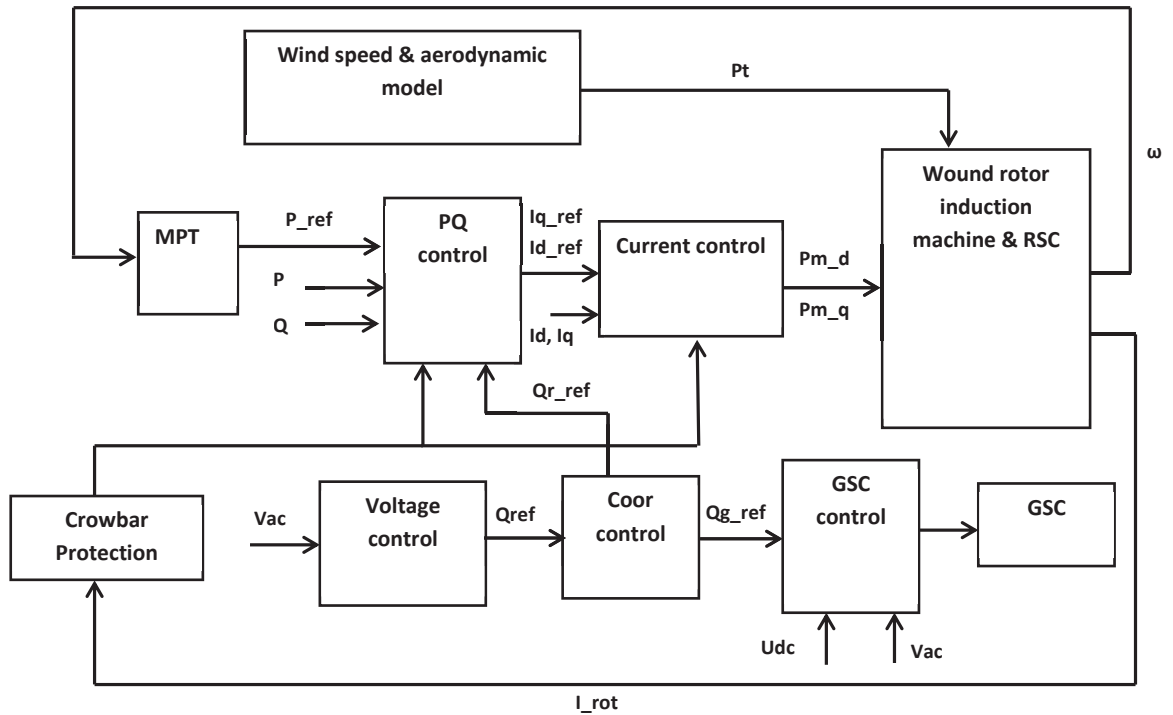 Wind speed & aerodynamic
model
Pt
ω
Wound rotor
induction
machine & RSC
MPT
P_ref
P
Q
PQ
control
Iq_ref
Id_ref
Id, Iq
Current control
Pm_d
Pm_q
Qr_ref
Crowbar
Protection
Vac
Voltage
control
Qref
Coor
control
Qg_ref
GSC
control
GSC
Udc
Vac
I_rot